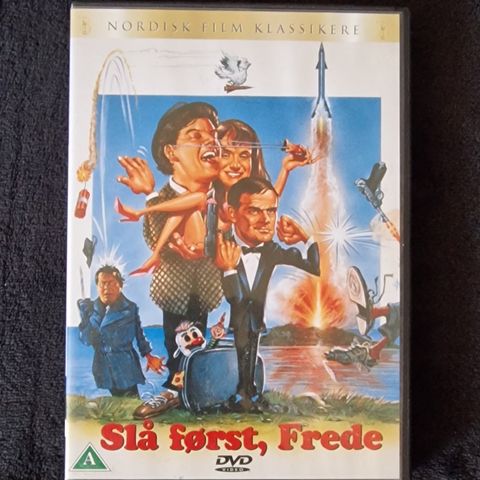 NORDISK FILM KLASSIKERE
Slå først, Frede
A
DVD
VIDEO